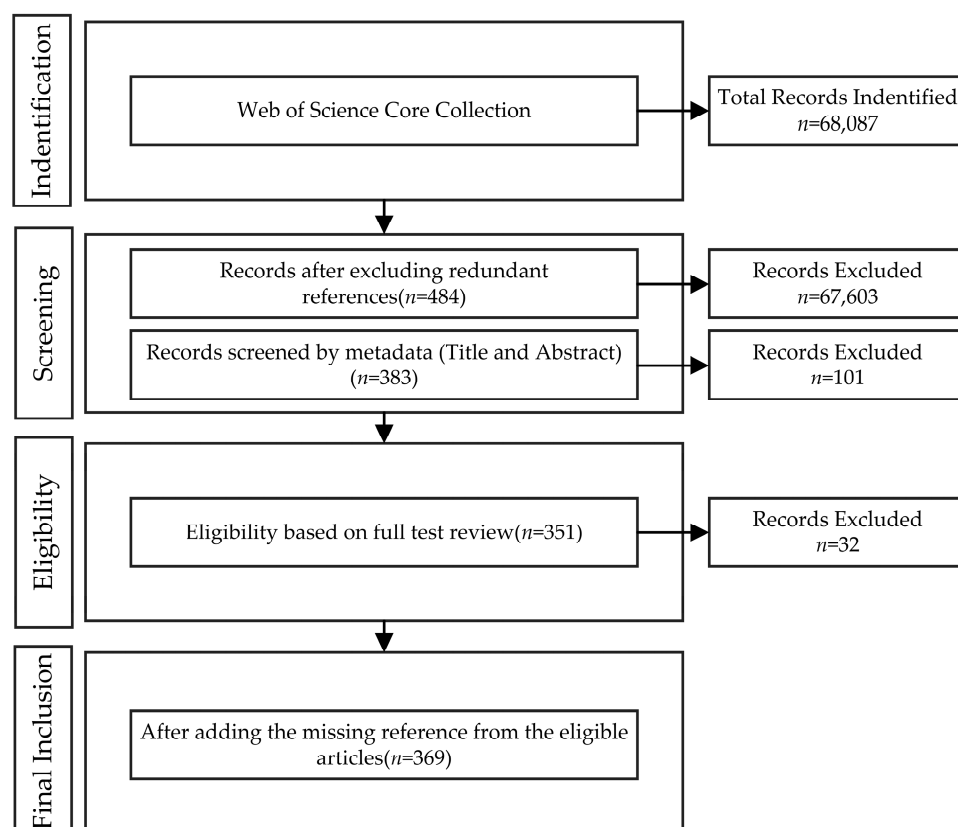 Indentification
Web of Science Core Collection
Total Records Indentified
n=68,087
Screening
Records after excluding redundant
references(n=484)
Records Excluded
n=67,603
Records screened by metadata (Title and Abstract)
(n=383)
Records Excluded
n=101
Eligibility
Eligibility based on full test review(n=351)
Records Excluded
n=32
Final Inclusion
After adding the missing reference from the eligible
articles(n=369)